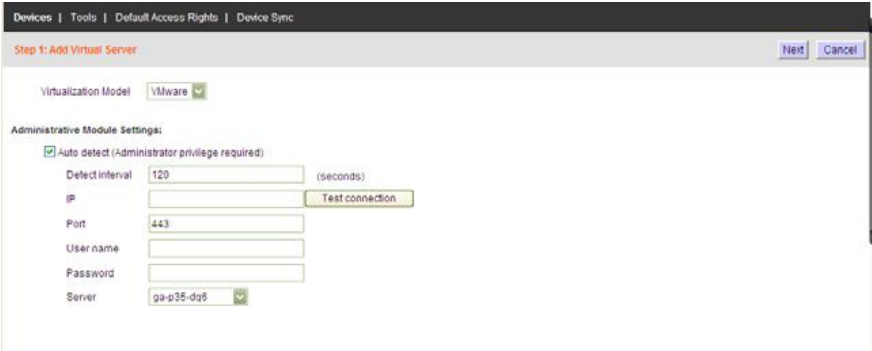 Devices | Tools | Default Access Rights | Device Sync
Step 1: Add Virtual Server Next Cancel
Virtualization Model VMware
Administrative Module Settings:
Auto detect (Administrator privilege required)
Detect interval 120 (seconds)
IP Test connection
Port 443
User name
Password
Server ga-p35-dq6